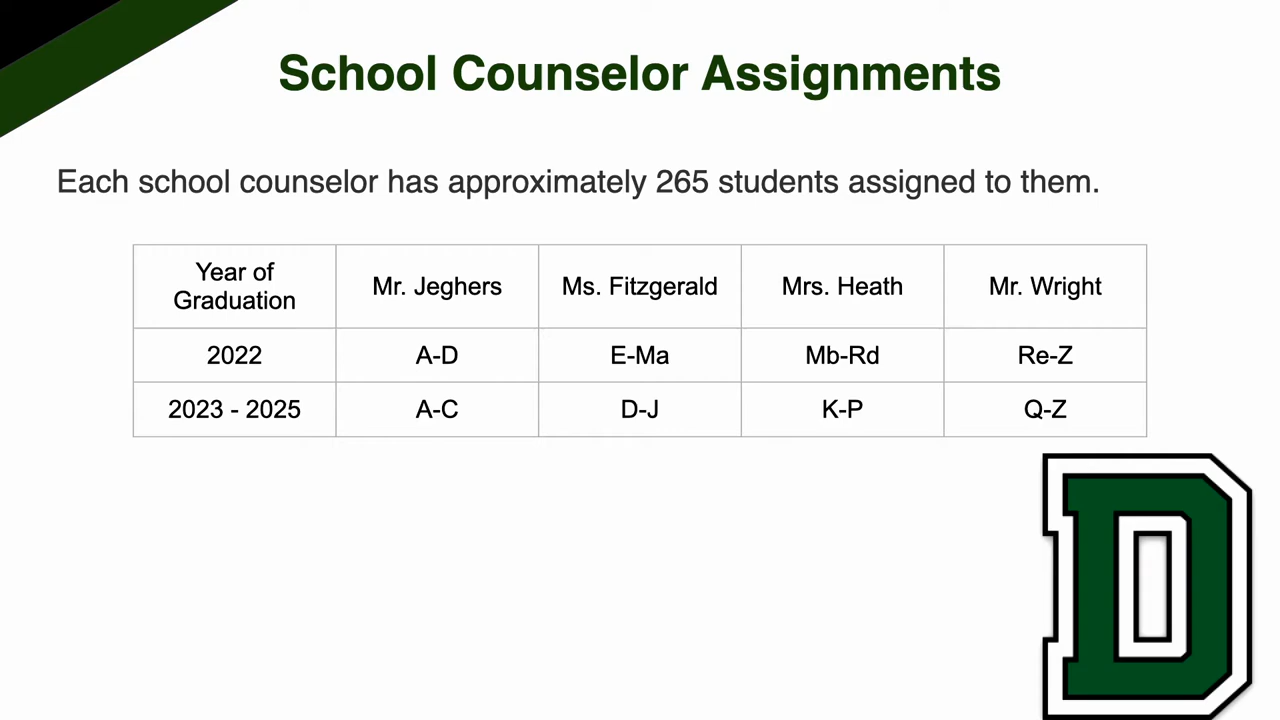 School Counselor Assignments
Each school counselor has approximately 265 students assigned to them.
Year of
Graduation
Mr. Jeghers
Ms. Fitzgerald
Mrs. Heath
Mr. Wright
2022
A-D
E-Ma
Mb-Rd
Re-Z
2023 - 2025
A-C
D-J
K-P
Q-Z
D